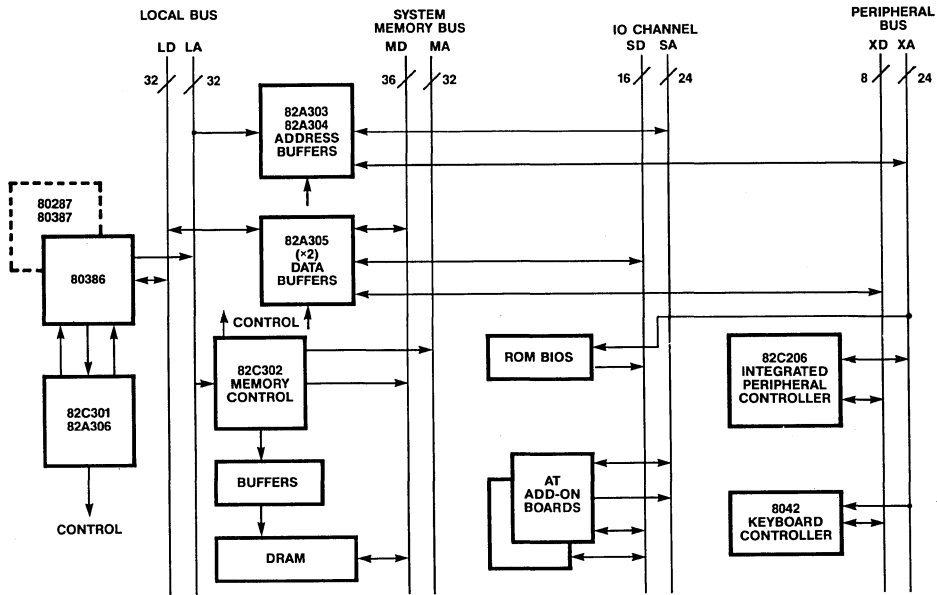 LOCAL BUS
LD LA
32 32
SYSTEM
MEMORY BUS
MD MA
36 32
IO CHANNEL
SD SA
16 24
PERIPHERAL
BUS
XD XA
8 24
82A303
82A304
ADDRESS
BUFFERS
80287
80387
80386
82A305
(×2)
DATA
BUFFERS
CONTROL
82C302
MEMORY
CONTROL
ROM BIOS
82C206
INTEGRATED
PERIPHERAL
CONTROLLER
82C301
82A306
CONTROL
BUFFERS
DRAM
AT
ADD-ON
BOARDS
8042
KEYBOARD
CONTROLLER